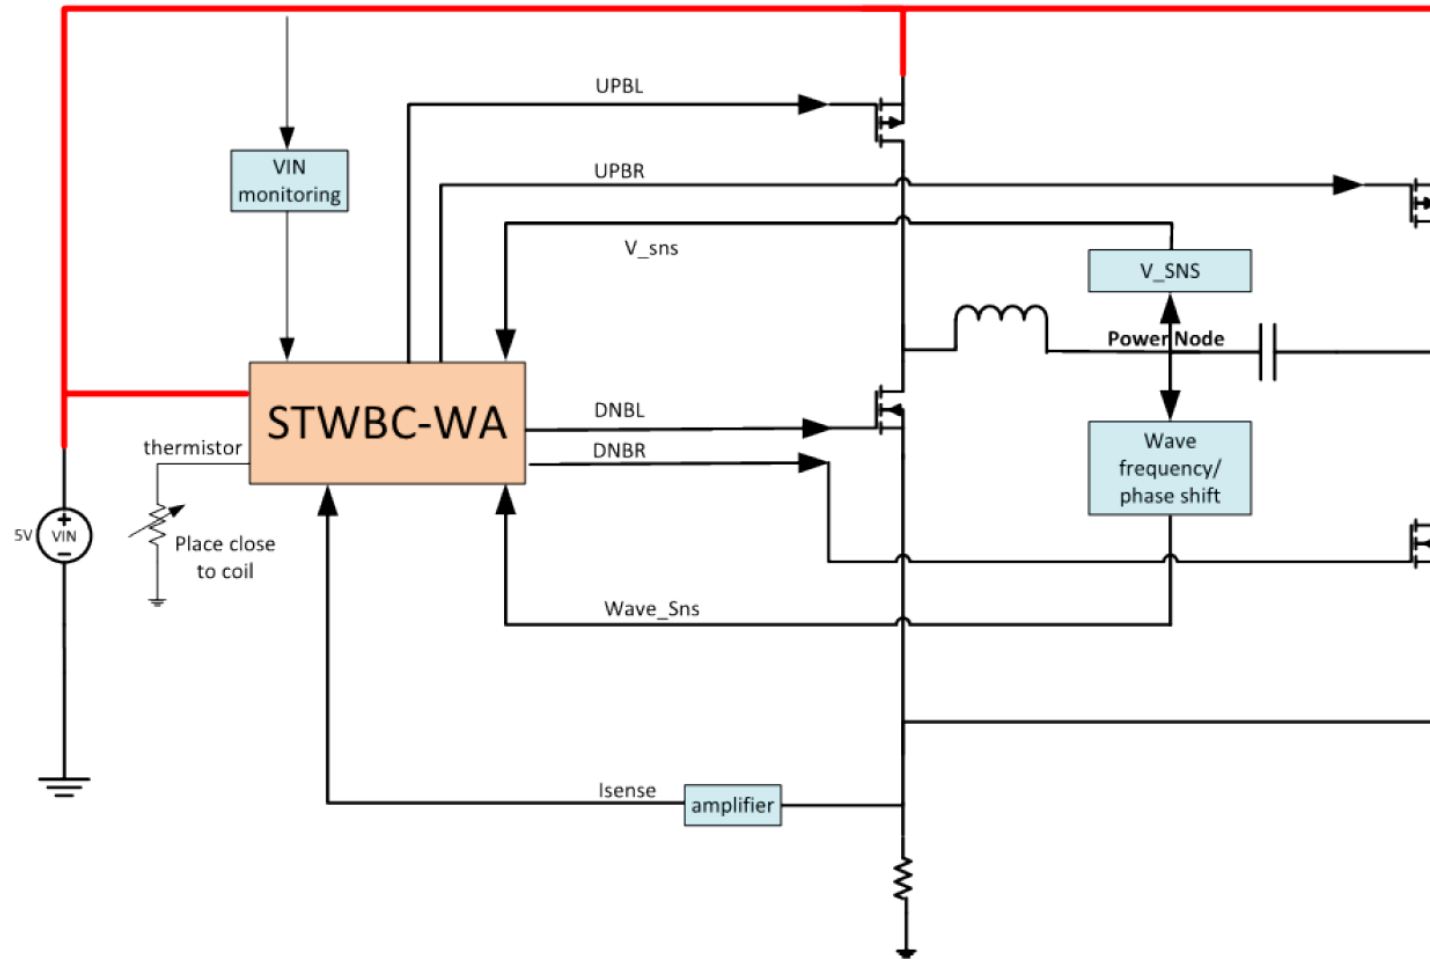 UPBL
VIN
monitoring
UPBR
V_sns
V_SNS
Power Node
STWBC-WA
DNBL
DNBR
thermistor
Wave
frequency/
phase shift
5V
+
VIN
−
Place close
to coil
Wave_Sns
Isense
amplifier